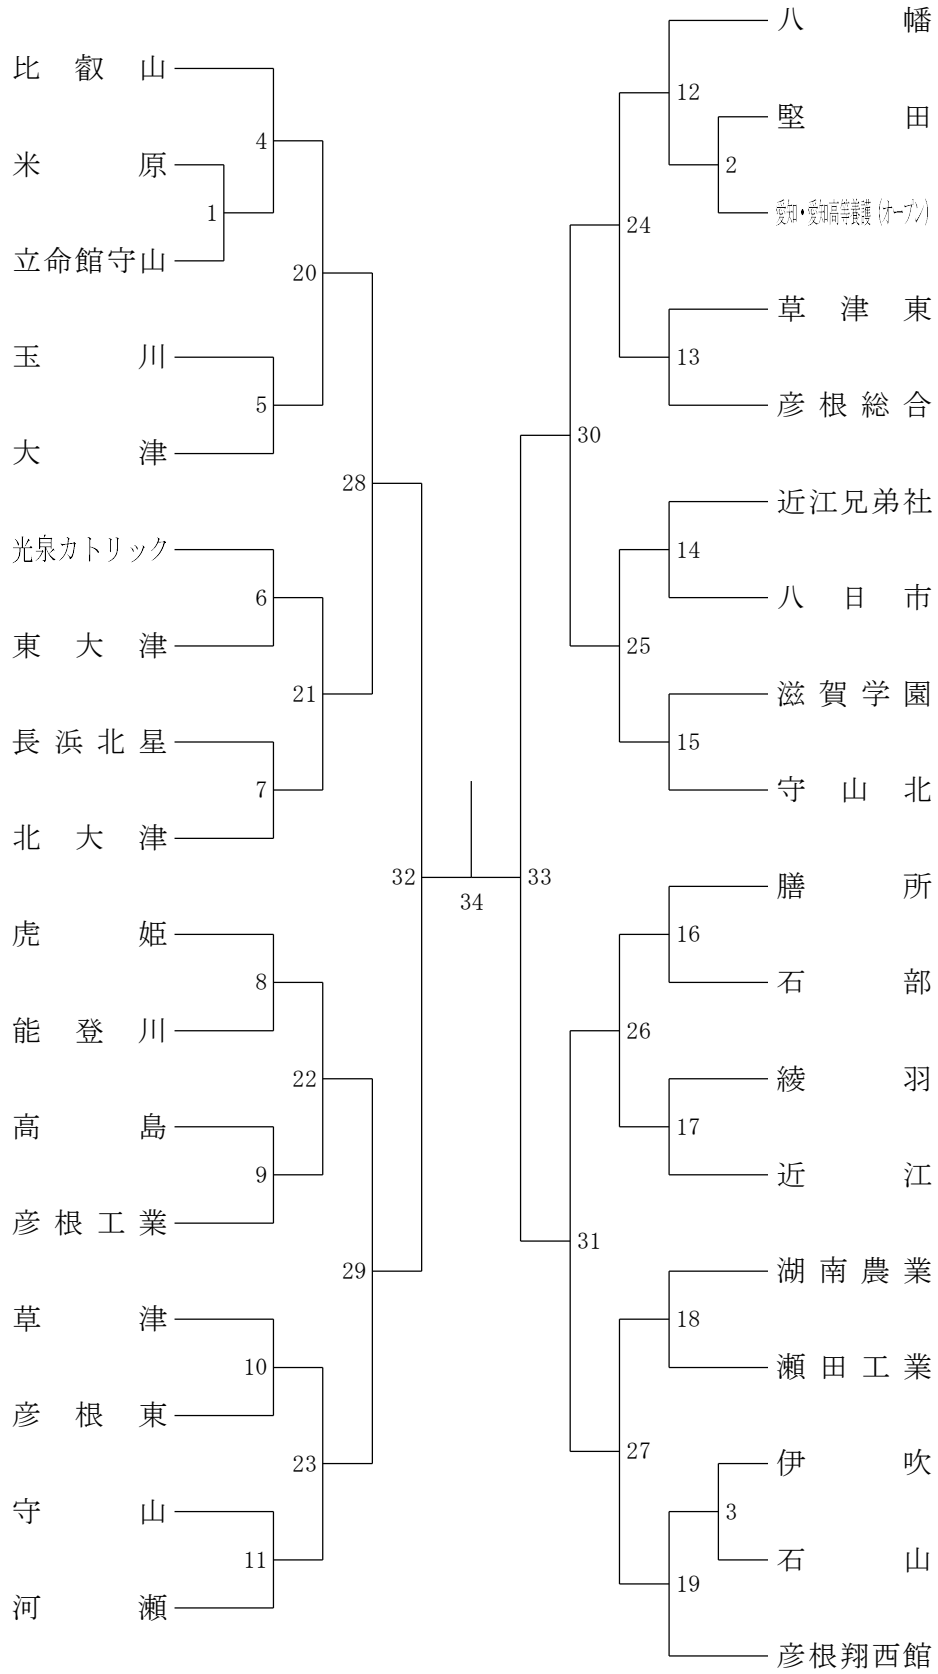 比叡山
4
米原
1
立命館守山
20
玉川
5
大津
28
光泉カトリック
6
東大津
21
長浜北星
7
北大津
32
虎姫
8
能登川
22
高島
9
彦根工業
29
草津
10
彦根東
23
守山
11
河瀬
34
八幡
12
堅田
2
愛知・愛知高等養護（オープン）
24
草津東
13
彦根総合
30
近江兄弟社
14
八日市
25
滋賀学園
15
守山北
33
膳所
16
石部
26
綾羽
17
近江
31
湖南農業
18
瀬田工業
27
伊吹
3
石山
19
彦根翔西館